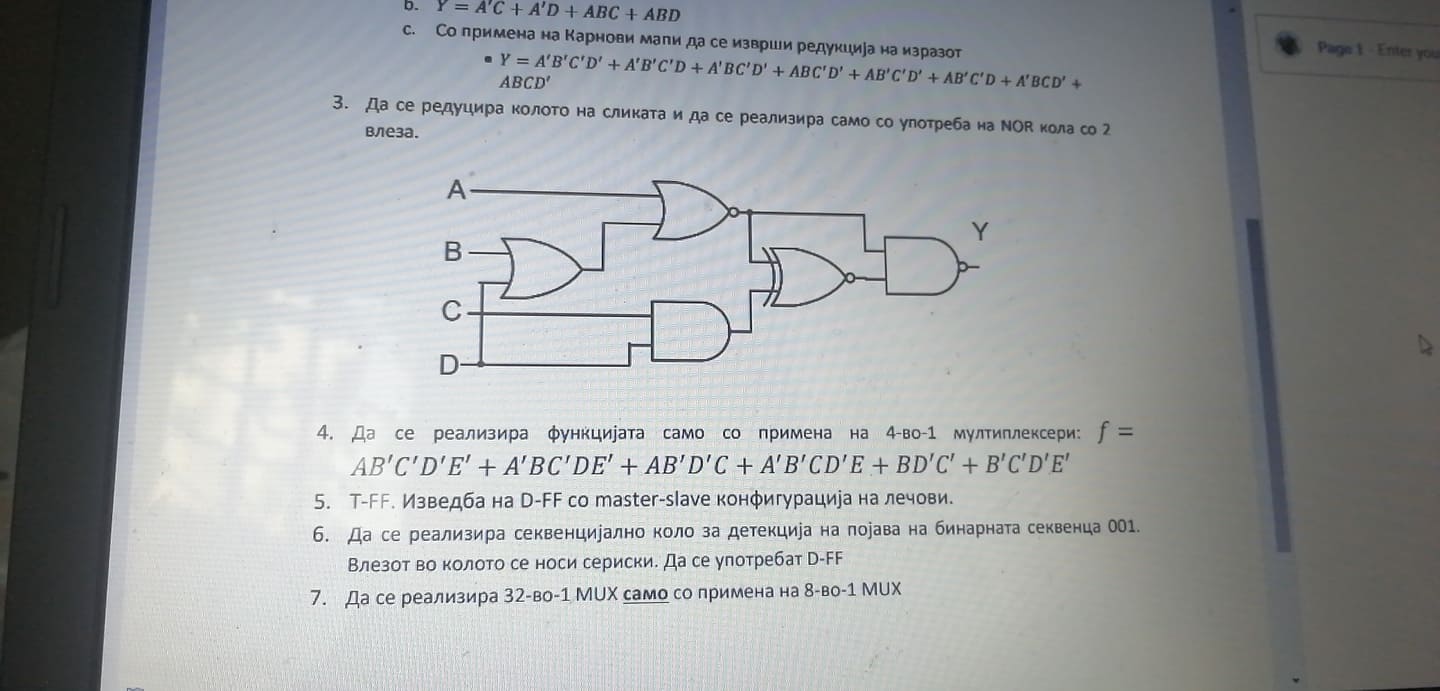 b. Y = A'C + A'D + ABC + ABD
c. Со примена на Карнови мапи да се изврши редукција на изразот
• Y = A'B'C'D' + A'B'C'D + A'BC'D' + ABC'D' + AB'C'D' + AB'C'D + A'BCD' +
ABCD'
Page 1 - Enter you
3. Да се редуцира колото на сликата и да се реализира само со употреба на NOR кола со 2
влеза.
A
B
C
D
Y
4. Да се реализира функцијата само со примена на 4-во-1 мултиплексери: f =
AB'C'D'E' + A'BC'DE' + AB'D'C + A'B'CD'E + BD'C' + B'C'D'E'
5. T-FF. Изведба на D-FF со master-slave конфигурација на лечови.
6. Да се реализира секвенцијално коло за детекција на појава на бинарната секвенца 001.
Влезот во колото се носи сериски. Да се употребат D-FF
7. Да се реализира 32-во-1 MUX само со примена на 8-во-1 MUX